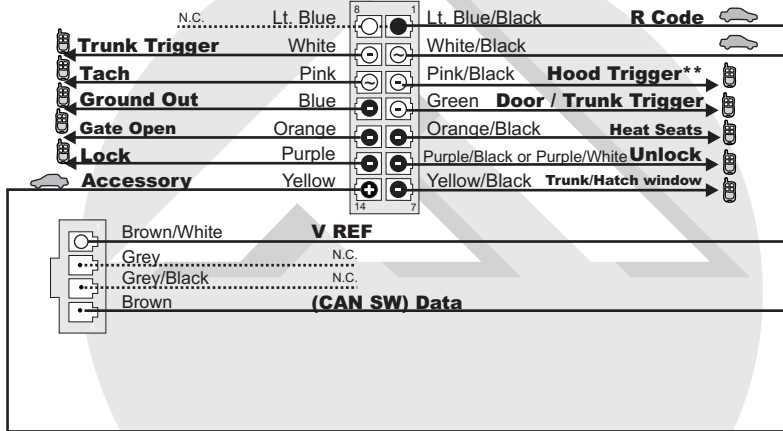 8 1
N.C. Lt. Blue Lt. Blue/Black R Code
Trunk Trigger White White/Black
Tach Pink Pink/Black Hood Trigger**
Ground Out Blue Green Door / Trunk Trigger
Gate Open Orange Orange/Black Heat Seats
Lock Purple Purple/Black or Purple/White Unlock
Accessory Yellow Yellow/Black Trunk/Hatch window
14 7
Brown/White V REF
Grey N.C.
Grey/Black N.C.
Brown (CAN SW) Data